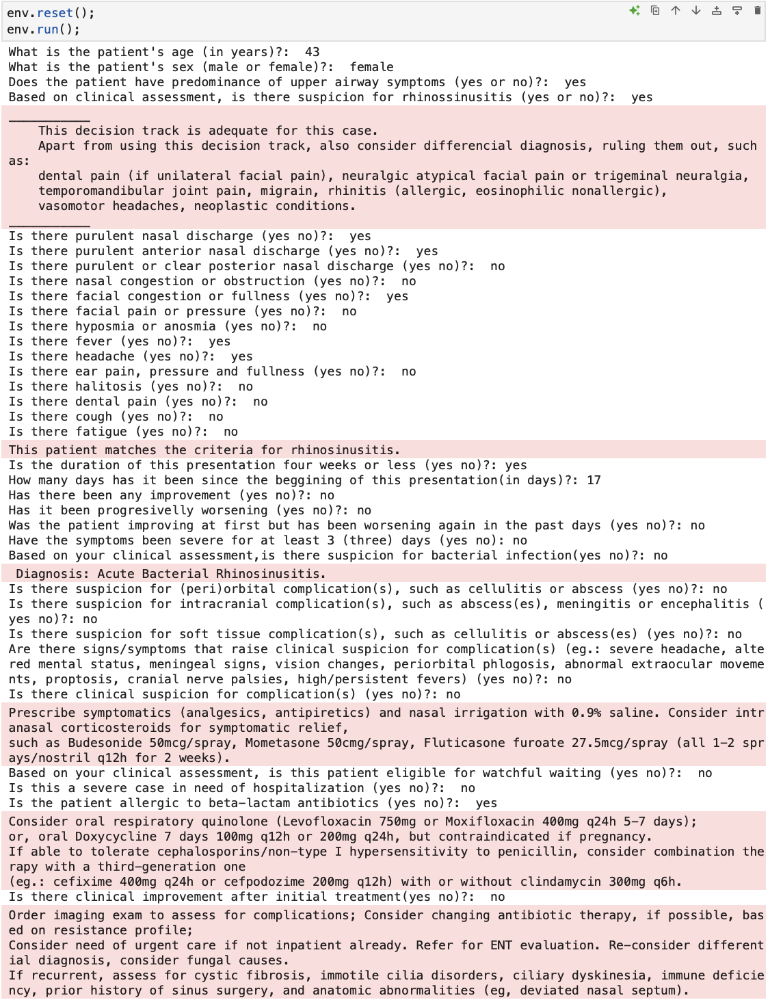 env.reset();
env.run();
What is the patient's age (in years)?:  43
What is the patient's sex (male or female)?:  female
Does the patient have predominance of upper airway symptoms (yes or no)?:  yes
Based on clinical assessment, is there suspicion for rhinossinusitis (yes or no)?:  yes
___________
    This decision track is adequate for this case.
    Apart from using this decision track, also consider differencial diagnosis, ruling them out, such
as:
    dental pain (if unilateral facial pain), neuralgic atypical facial pain or trigeminal neuralgia,
    temporomandibular joint pain, migrain, rhinitis (allergic, eosinophilic nonallergic),
    vasomotor headaches, neoplastic conditions.
___________
Is there purulent nasal discharge (yes no)?:  yes
Is there purulent anterior nasal discharge (yes no)?:  yes
Is there purulent or clear posterior nasal discharge (yes no)?:  no
Is there nasal congestion or obstruction (yes no)?:  no
Is there facial congestion or fullness (yes no)?:  yes
Is there facial pain or pressure (yes no)?:  no
Is there hyposmia or anosmia (yes no)?:  no
Is there fever (yes no)?:  yes
Is there headache (yes no)?:  yes
Is there ear pain, pressure and fullness (yes no)?:  no
Is there halitosis (yes no)?:  no
Is there dental pain (yes no)?:  no
Is there cough (yes no)?:  no
Is there fatigue (yes no)?:  no
This patient matches the criteria for rhinosinusitis.
Is the duration of this presentation four weeks or less (yes no)?: yes
How many days has it been since the beggining of this presentation(in days)?: 17
Has there been any improvement (yes no)?: no
Has it been progresivelly worsening (yes no)?: no
Was the patient improving at first but has been worsening again in the past days (yes no)?: no
Have the symptoms been severe for at least 3 (three) days (yes no): no
Based on your clinical assessment,is there suspicion for bacterial infection(yes no)?: no
 Diagnosis: Acute Bacterial Rhinosinusitis.
Is there suspicion for (peri)orbital complication(s), such as cellulitis or abscess (yes no)?: no
Is there suspicion for intracranial complication(s), such as abscess(es), meningitis or encephalitis (
yes no)?: no
Is there suspicion for soft tissue complication(s), such as cellulitis or abscess(es) (yes no)?: no
Are there signs/symptoms that raise clinical suspicion for complication(s) (eg.: severe headache, alte
red mental status, meningeal signs, vision changes, periorbital phlogosis, abnormal extraocular moveme
nts, proptosis, cranial nerve palsies, high/persistent fevers) (yes no)?: no
Is there clinical suspicion for complication(s) (yes no)?: no
Prescribe symptomatics (analgesics, antipiretics) and nasal irrigation with 0.9% saline. Consider intr
anasal corticosteroids for symptomatic relief,
such as Budesonide 50mcg/spray, Mometasone 50cmg/spray, Fluticasone furoate 27.5mcg/spray (all 1-2 spr
ays/nostril q12h for 2 weeks).
Based on your clinical assessment, is this patient eligible for watchful waiting (yes no)?:  no
Is this a severe case in need of hospitalization (yes no)?:  no
Is the patient allergic to beta-lactam antibiotics (yes no)?:  yes
Consider oral respiratory quinolone (Levofloxacin 750mg or Moxifloxacin 400mg q24h 5-7 days);
or, oral Doxycycline 7 days 100mg q12h or 200mg q24h, but contraindicated if pregnancy.
If able to tolerate cephalosporins/non-type I hypersensitivity to penicillin, consider combination the
rapy with a third-generation one
(eg.: cefixime 400mg q24h or cefpodozime 200mg q12h) with or without clindamycin 300mg q6h.
Is there clinical improvement after initial treatment(yes no)?:  no
Order imaging exam to assess for complications; Consider changing antibiotic therapy, if possible, bas
ed on resistance profile;
Consider need of urgent care if not inpatient already. Refer for ENT evaluation. Re-consider different
ial diagnosis, consider fungal causes.
If recurrent, assess for cystic fibrosis, immotile cilia disorders, ciliary dyskinesia, immune deficie
ncy, prior history of sinus surgery, and anatomic abnormalities (eg, deviated nasal septum).